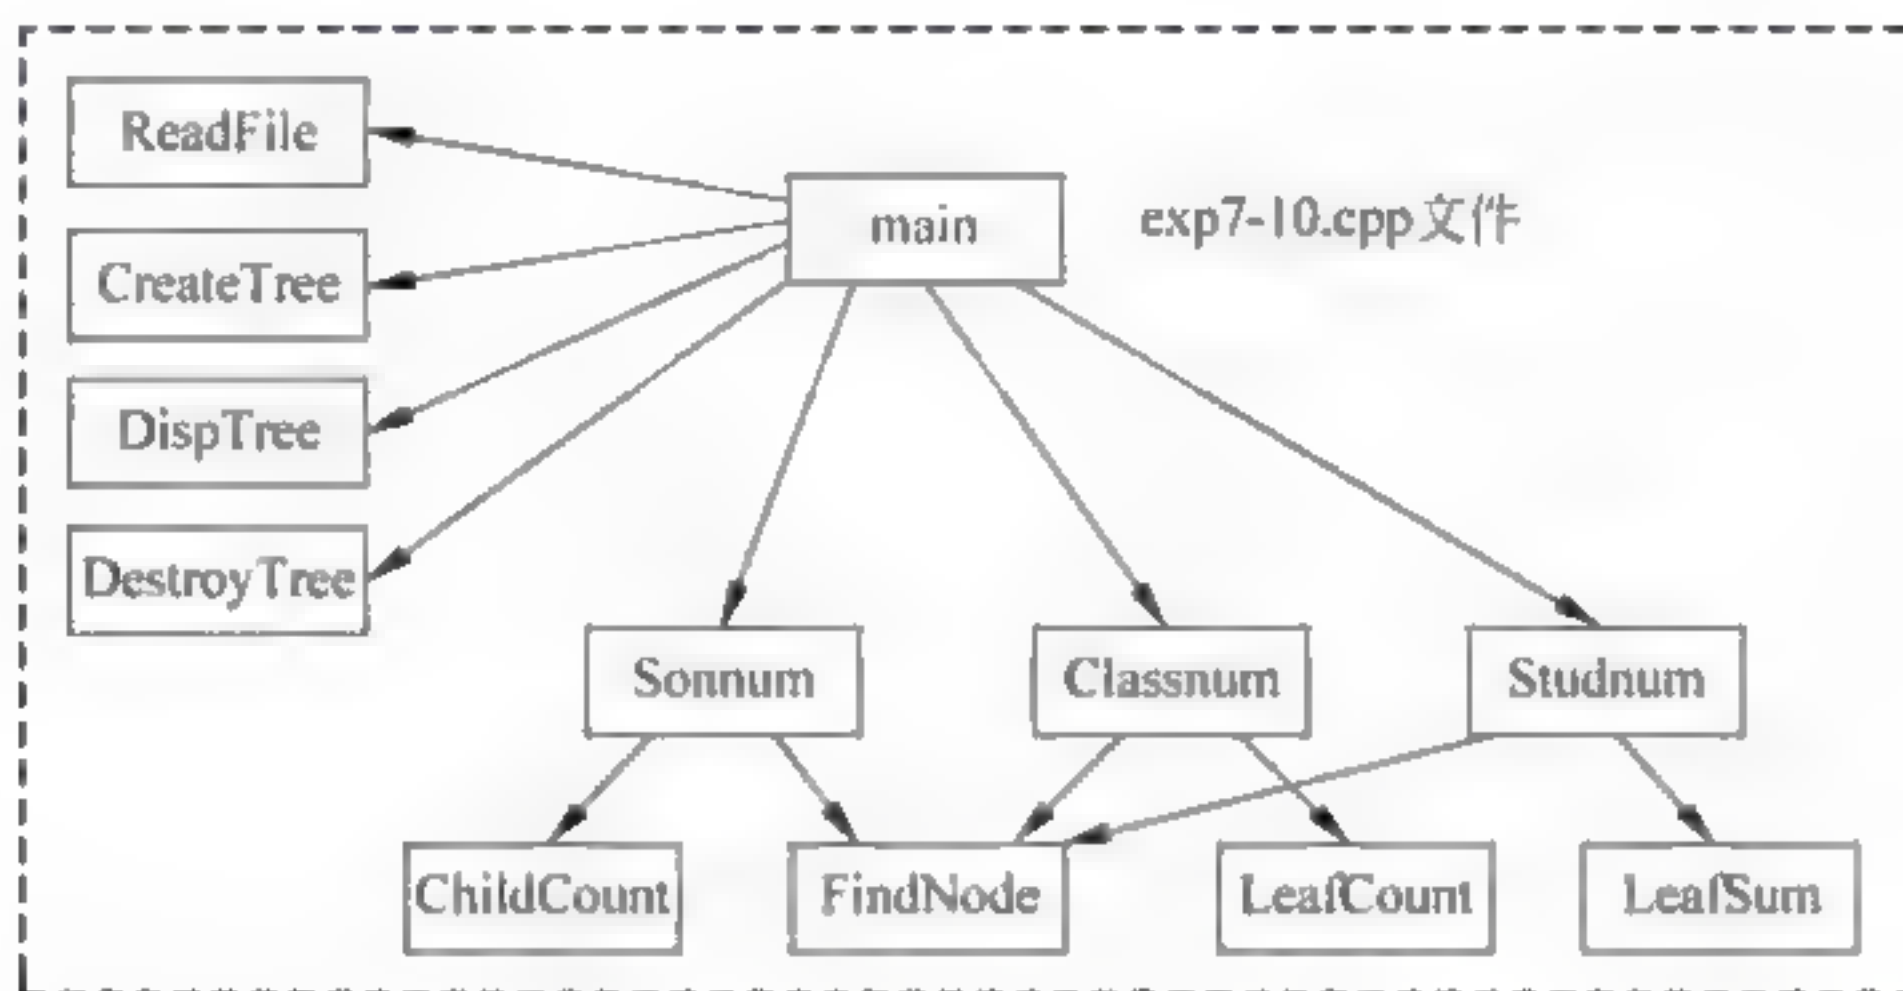 ReadFile
main
exp7-10.cpp文件
CreateTree
DispTree
DestroyTree
Sonnum
Classnum
Studnum
ChildCount
FindNode
LeafCount
LeafSum